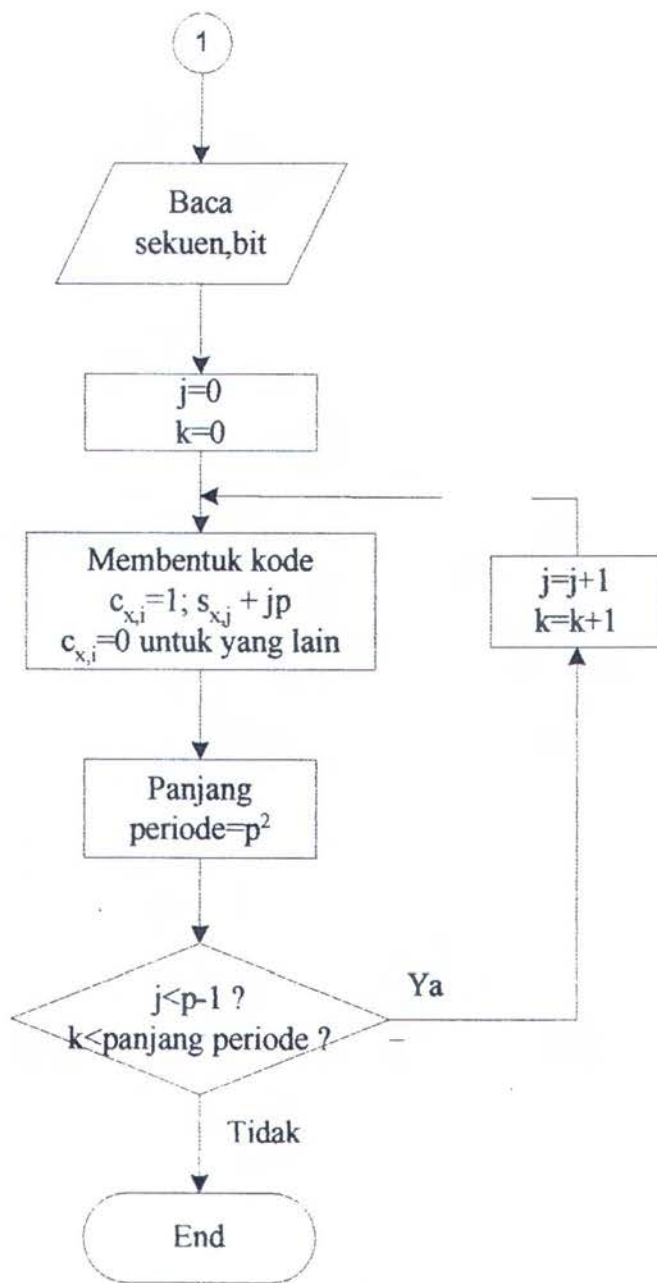 1
Baca
sekuen,bit
j=0
k=0
Membentuk kode
c_{x,i}=1; s_{x,j} + jp
c_{x,i}=0 untuk yang lain
j=j+1
k=k+1
Panjang
periode=p²
j<p-1 ?
k<panjang periode ?
Ya
Tidak
End